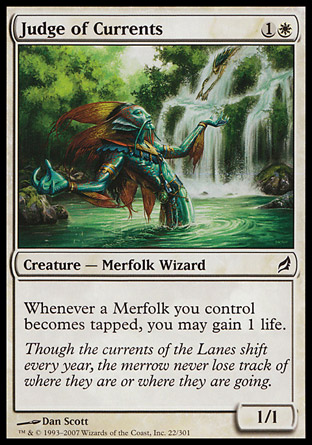 Judge of Currents 1
Creature — Merfolk Wizard
Whenever a Merfolk you control
becomes tapped, you may gain 1 life.
Though the currents of the Lanes shift
every year, the merrow never lose track of
where they are or where they are going.
Dan Scott
™ & © 1993–2007 Wizards of the Coast, Inc. 22/301
1/1